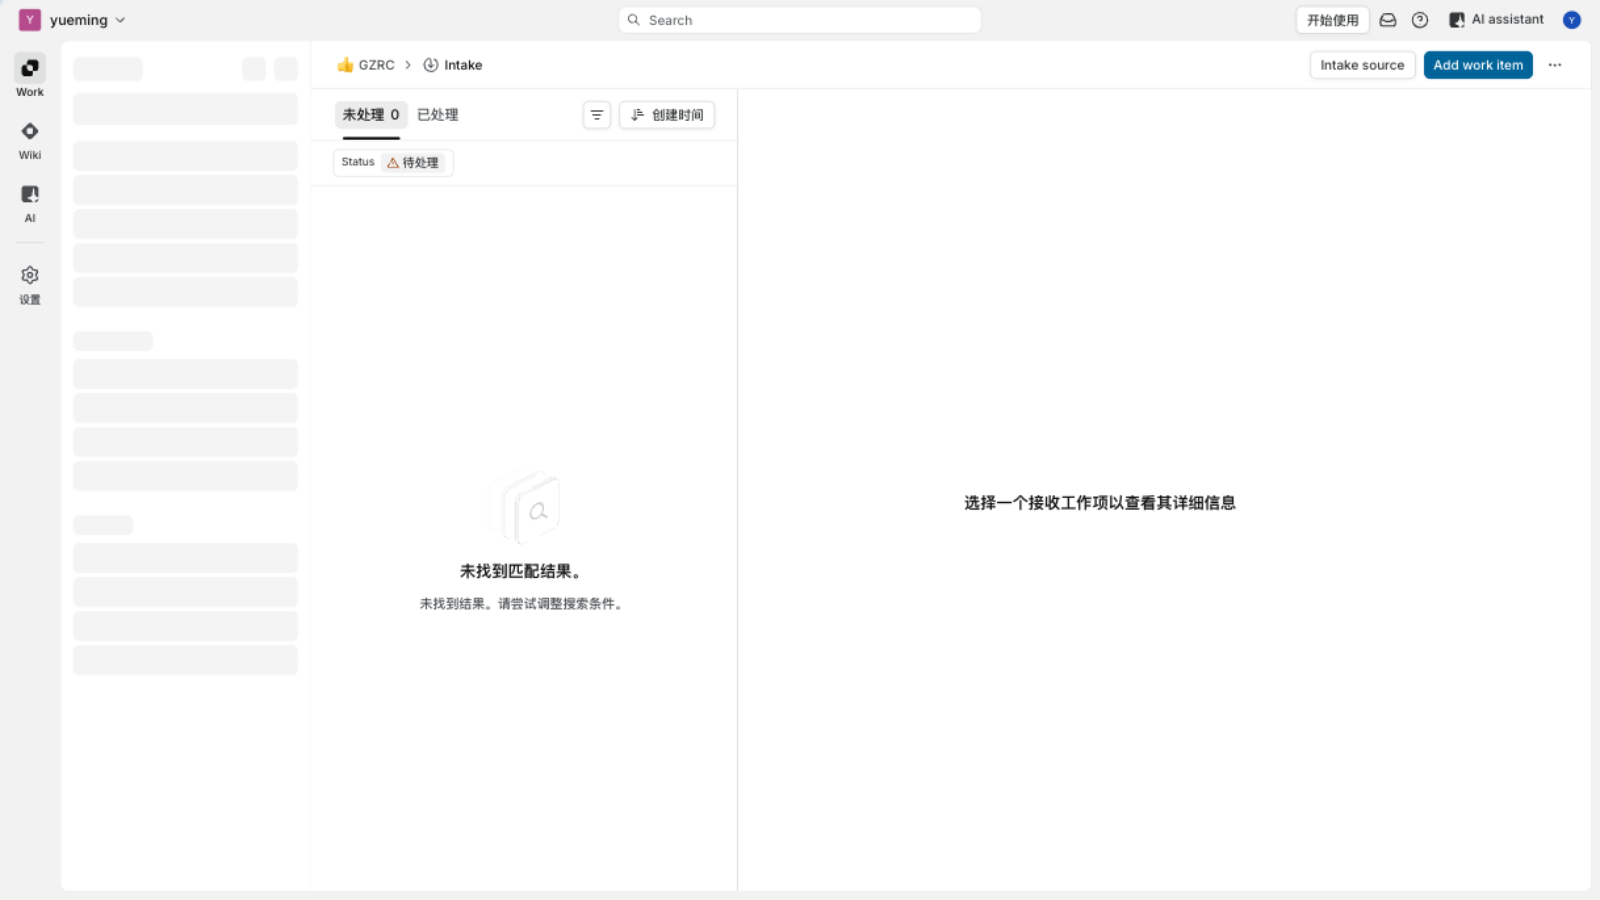 Y yueming
Search
开始使用
AI assistant
Y
Work
Wiki
AI
设置
GZRC
Intake
Intake source
Add work item
未处理 0
已处理
创建时间
Status 待处理
未找到匹配结果。
未找到结果。请尝试调整搜索条件。
选择一个接收工作项以查看其详细信息